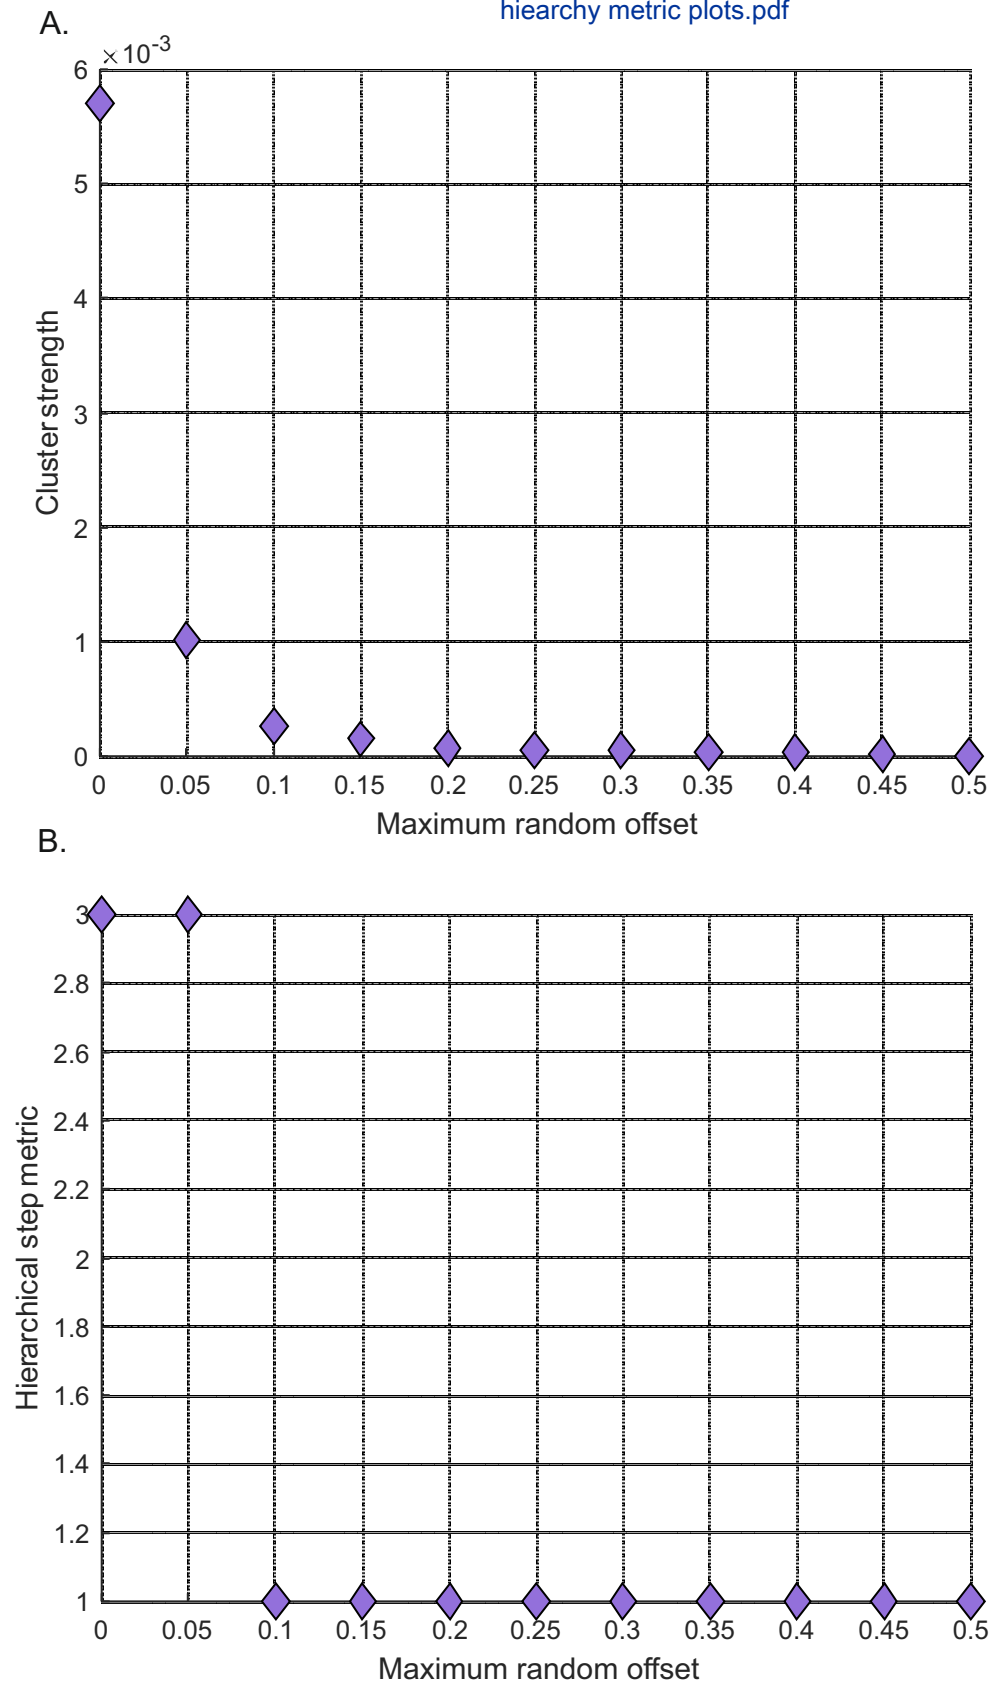 hiearchy metric plots.pdf
A.
×10-3
6
5
4
3
2
1
0
Cluster strength
0 0.05 0.1 0.15 0.2 0.25 0.3 0.35 0.4 0.45 0.5
Maximum random offset
B.
3
2.8
2.6
2.4
2.2
2
1.8
1.6
1.4
1.2
1
Hierarchical step metric
0 0.05 0.1 0.15 0.2 0.25 0.3 0.35 0.4 0.45 0.5
Maximum random offset